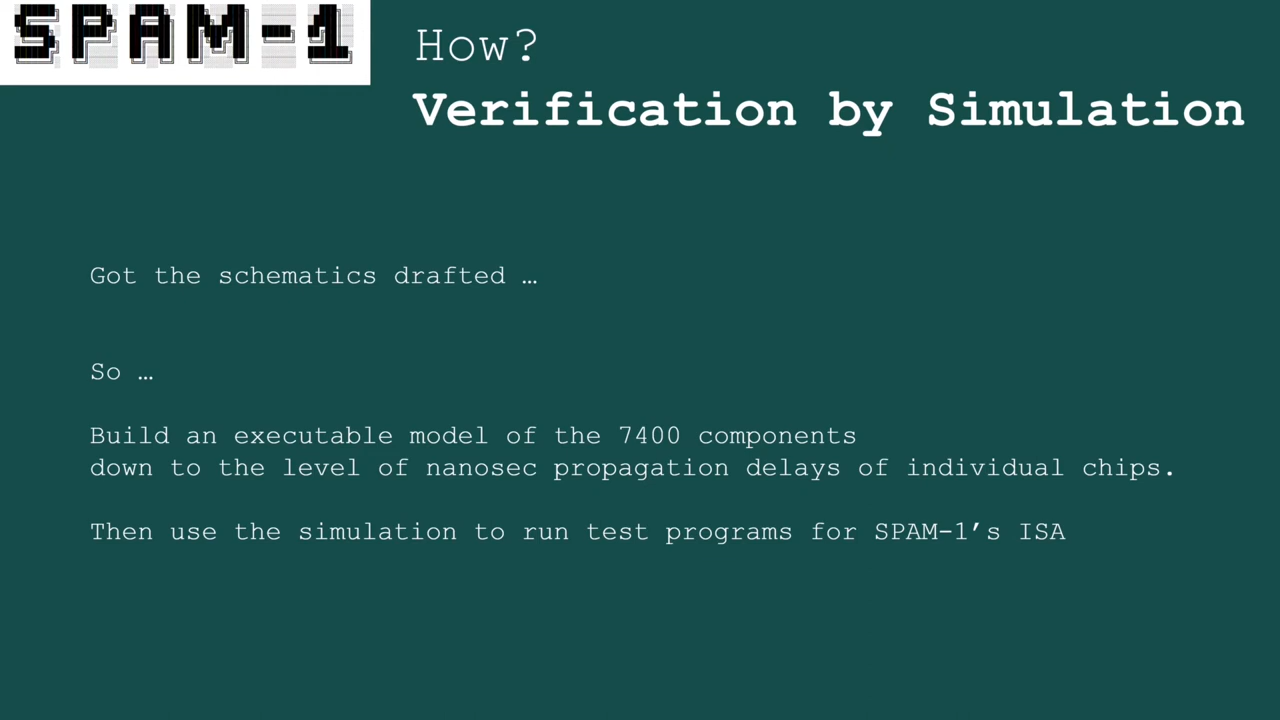 SPAM-1
How?
Verification by Simulation
Got the schematics drafted …
So …
Build an executable model of the 7400 components
down to the level of nanosec propagation delays of individual chips.
Then use the simulation to run test programs for SPAM-1’s ISA